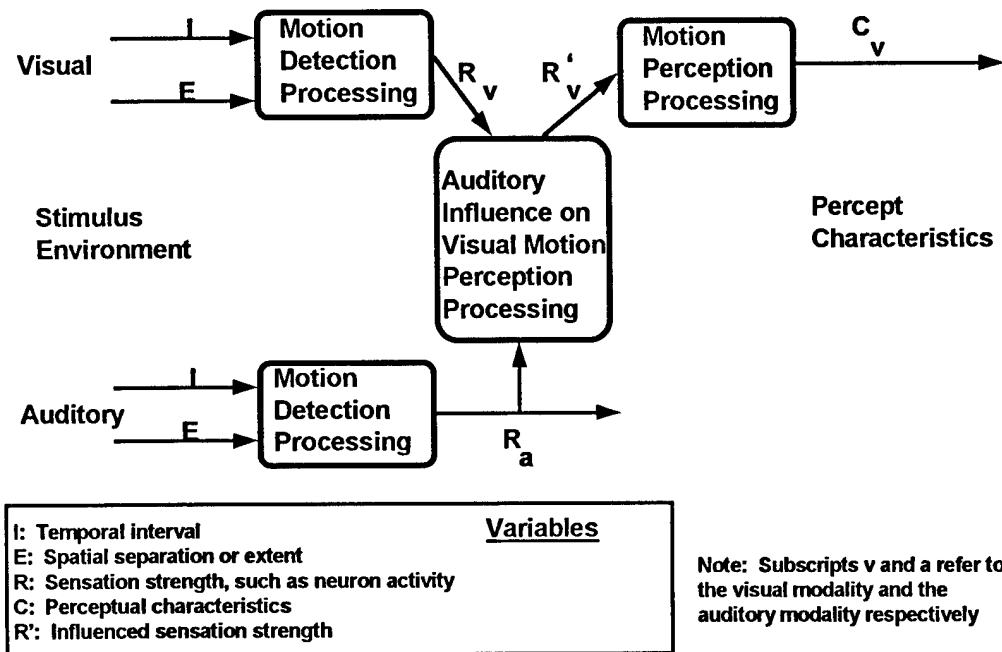 Visual
I
E
Motion
Detection
Processing
R v
R v '
Motion
Perception
Processing
C v
Stimulus
Environment
Auditory
Influence on
Visual Motion
Perception
Processing
Percept
Characteristics
Auditory
I
E
Motion
Detection
Processing
R a
Variables
I: Temporal interval
E: Spatial separation or extent
R: Sensation strength, such as neuron activity
C: Perceptual characteristics
R': Influenced sensation strength
Note: Subscripts v and a refer to
the visual modality and the
auditory modality respectively